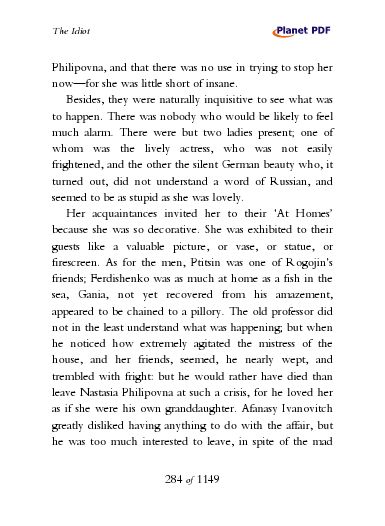 The Idiot
Planet PDF
Philipovna, and that there was no use in trying to stop her
now—for she was little short of insane.
Besides, they were naturally inquisitive to see what was
to happen. There was nobody who would be likely to feel
much alarm. There were but two ladies present; one of
whom was the lively actress, who was not easily
frightened, and the other the silent German beauty who, it
turned out, did not understand a word of Russian, and
seemed to be as stupid as she was lovely.
Her acquaintances invited her to their ‘At Homes’
because she was so decorative. She was exhibited to their
guests like a valuable picture, or vase, or statue, or
firescreen. As for the men, Ptitsin was one of Rogojin’s
friends; Ferdishenko was as much at home as a fish in the
sea, Gania, not yet recovered from his amazement,
appeared to be chained to a pillory. The old professor did
not in the least understand what was happening; but when
he noticed how extremely agitated the mistress of the
house, and her friends, seemed, he nearly wept, and
trembled with fright: but he would rather have died than
leave Nastasia Philipovna at such a crisis, for he loved her
as if she were his own granddaughter. Afanasy Ivanovitch
greatly disliked having anything to do with the affair, but
he was too much interested to leave, in spite of the mad
284 of 1149